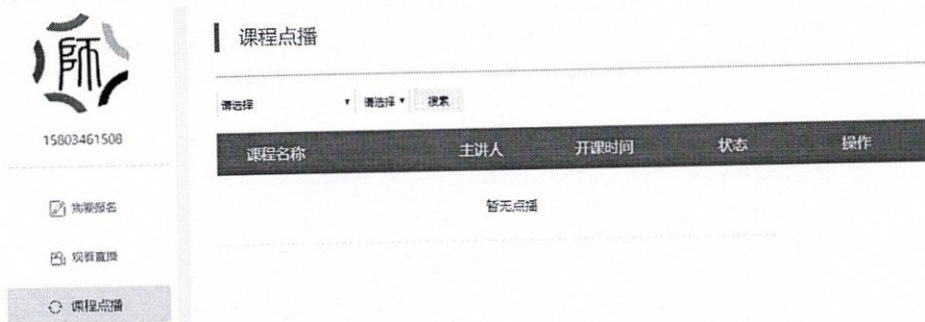 師
课程点播
请选择 请选择 搜索
15803461508
课程名称 主讲人 开课时间 状态 操作
暂无点播
我要报名
观看直播
课程点播